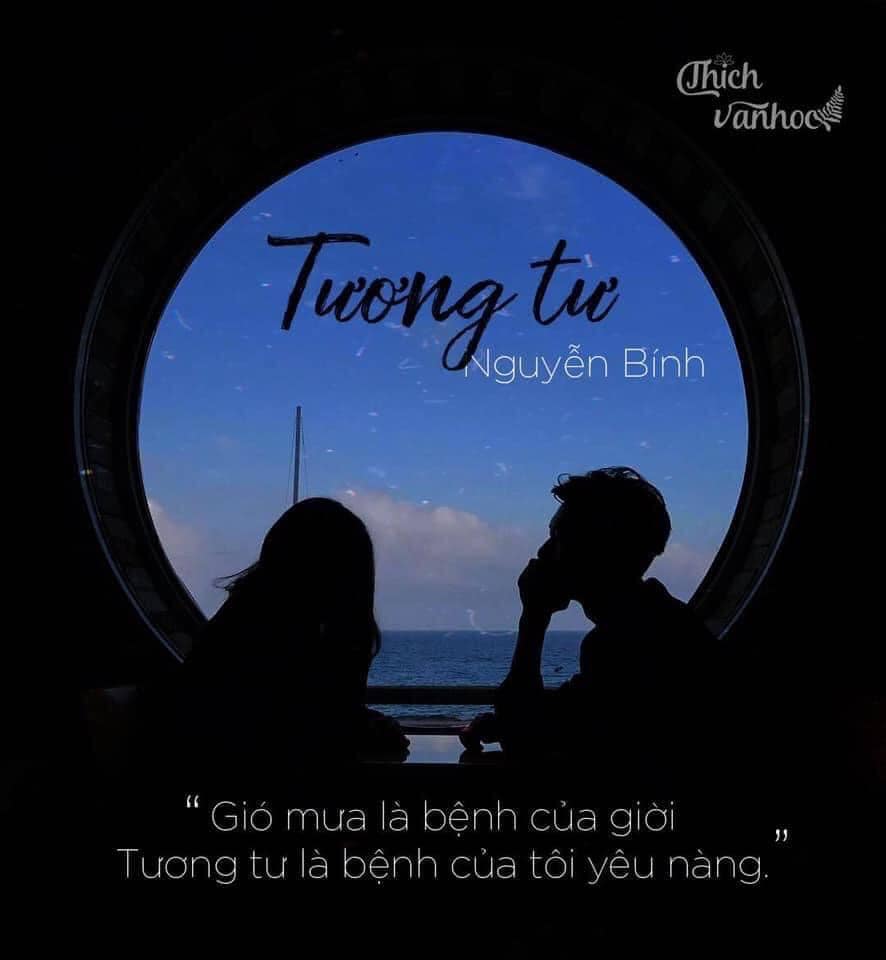 Thích
vanhoc
Tương tư
Nguyễn Bính
“ Gió mưa là bệnh của giời
Tương tư là bệnh của tôi yêu nàng. ”